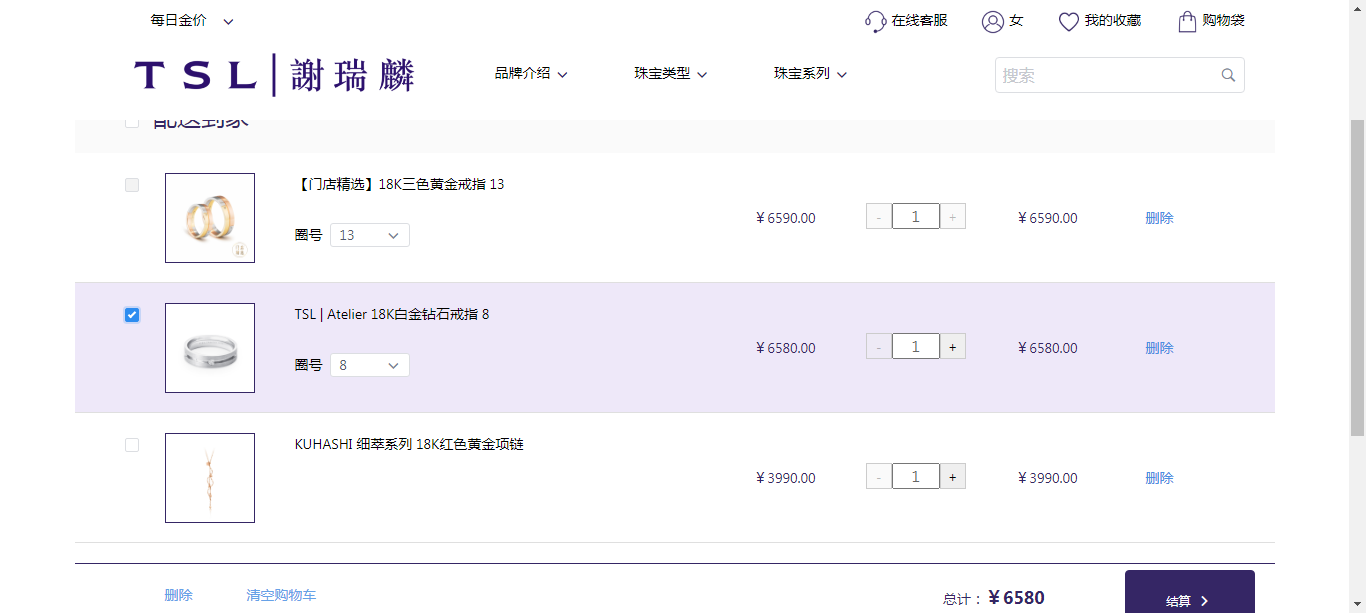 每日金价
在线客服 女 我的收藏 购物袋
TSL 謝瑞麟 品牌介绍 珠宝类型 珠宝系列 搜索
配送到家
【门店精选】18K三色黄金戒指 13
圈号 13 ¥6590.00 - 1 + ¥6590.00 删除
TSL | Atelier 18K白金钻石戒指 8
圈号 8 ¥6580.00 - 1 + ¥6580.00 删除
KUHASHI 细萃系列 18K红色黄金项链
¥3990.00 - 1 + ¥3990.00 删除
删除 清空购物车 总计： ¥6580 结算